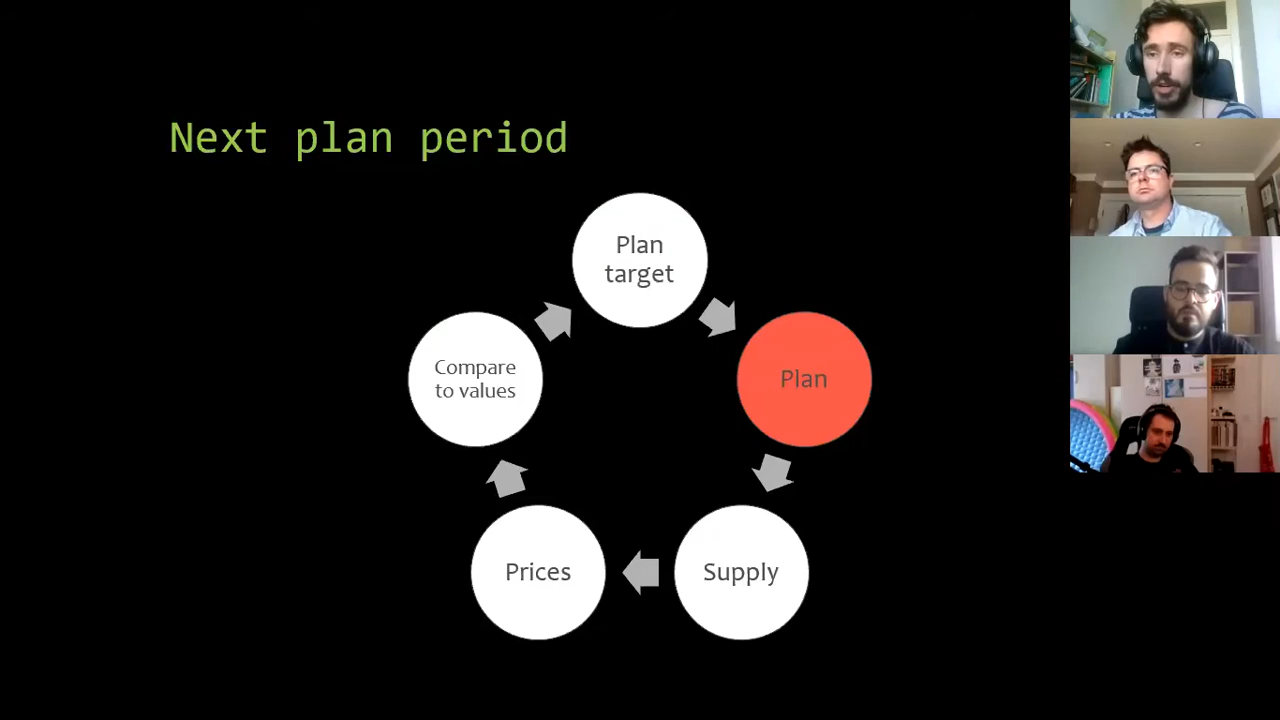 Next plan period
Plan
target
Plan
Supply
Prices
Compare
to values